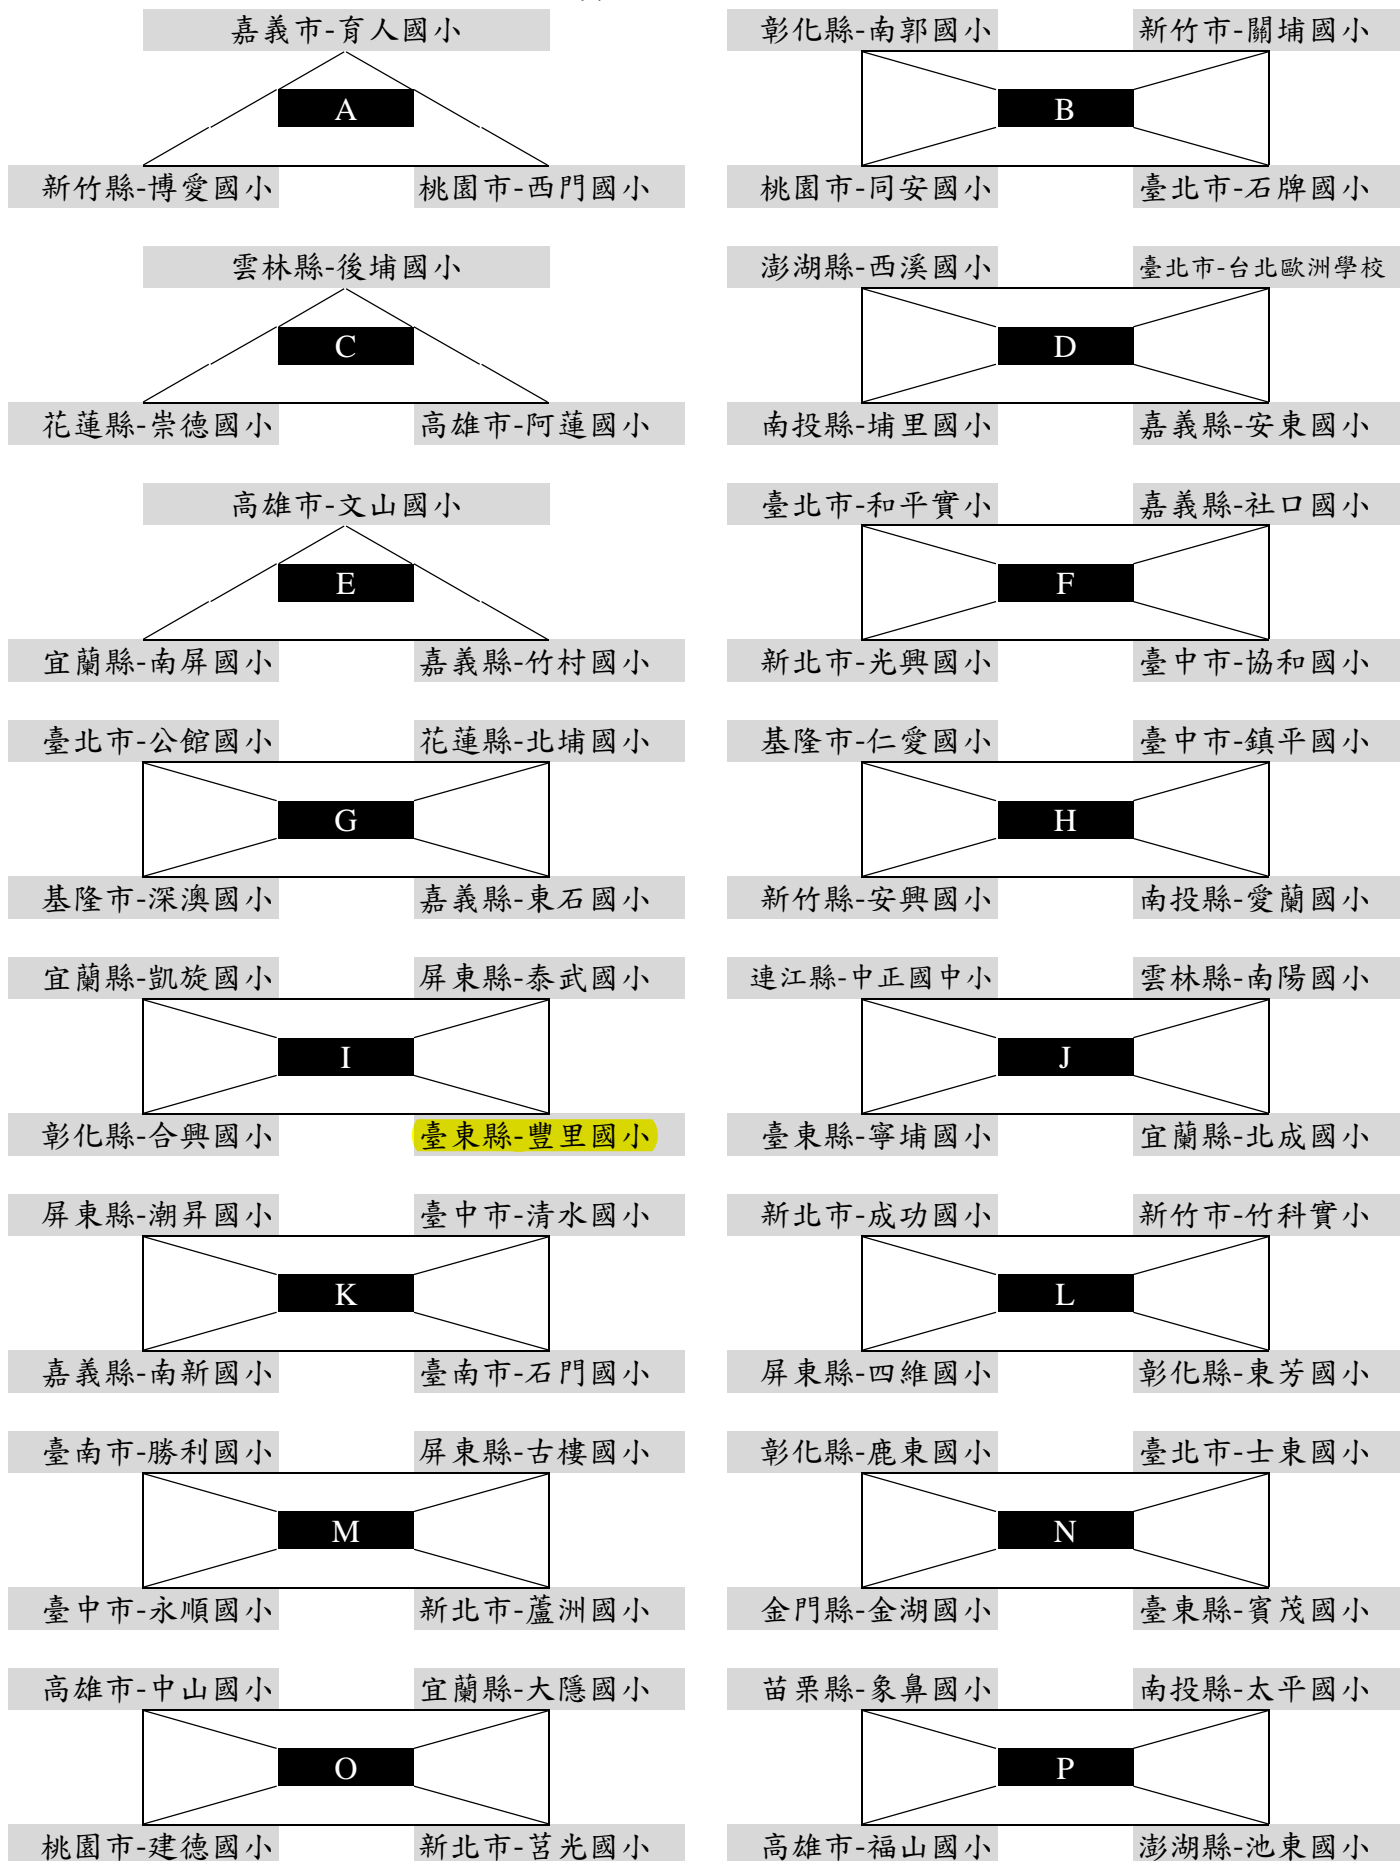 嘉義市-育人國小 彰化縣-南郭國小 新竹市-關埔國小
A B
新竹縣-博愛國小 桃園市-西門國小 桃園市-同安國小 臺北市-石牌國小
雲林縣-後埔國小 澎湖縣-西溪國小 臺北市-台北歐洲學校
C D
花蓮縣-崇德國小 高雄市-阿蓮國小 南投縣-埔里國小 嘉義縣-安東國小
高雄市-文山國小 臺北市-和平實小 嘉義縣-社口國小
E F
宜蘭縣-南屏國小 嘉義縣-竹村國小 新北市-光興國小 臺中市-協和國小
臺北市-公館國小 花蓮縣-北埔國小 基隆市-仁愛國小 臺中市-鎮平國小
G H
基隆市-深澳國小 嘉義縣-東石國小 新竹縣-安興國小 南投縣-愛蘭國小
宜蘭縣-凱旋國小 屏東縣-泰武國小 連江縣-中正國中小 雲林縣-南陽國小
I J
彰化縣-合興國小 臺東縣-豐里國小 臺東縣-寧埔國小 宜蘭縣-北成國小
屏東縣-潮昇國小 臺中市-清水國小 新北市-成功國小 新竹市-竹科實小
K L
嘉義縣-南新國小 臺南市-石門國小 屏東縣-四維國小 彰化縣-東芳國小
臺南市-勝利國小 屏東縣-古樓國小 彰化縣-鹿東國小 臺北市-士東國小
M N
臺中市-永順國小 新北市-蘆洲國小 金門縣-金湖國小 臺東縣-賓茂國小
高雄市-中山國小 宜蘭縣-大隱國小 苗栗縣-象鼻國小 南投縣-太平國小
O P
桃園市-建德國小 新北市-莒光國小 高雄市-福山國小 澎湖縣-池東國小